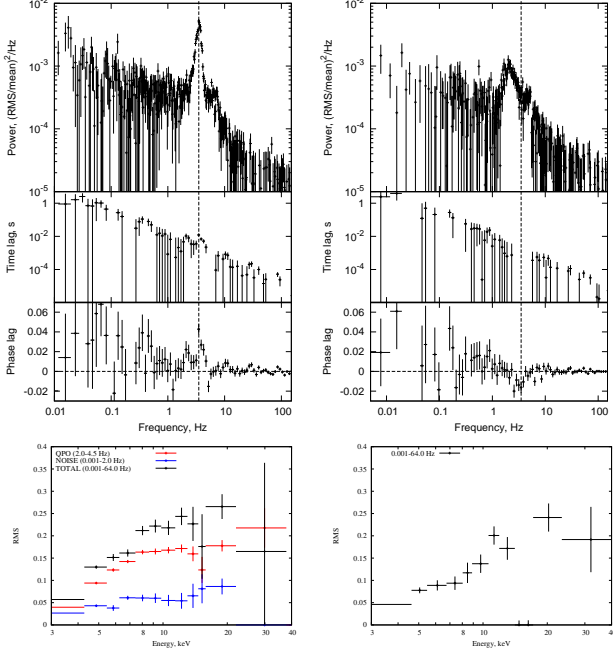 10⁻²
10⁻³
10⁻⁴
10⁻⁵
Power, (RMS/mean)²/Hz
1
10⁻²
10⁻⁴
Time lag, s
0.06
0.04
0.02
0
-0.02
Phase lag
0.01 0.1 1 10 100
Frequency, Hz
10⁻²
10⁻³
10⁻⁴
10⁻⁵
Power, (RMS/mean)²/Hz
1
10⁻²
10⁻⁴
Time lag, s
0.06
0.04
0.02
0
-0.02
Phase lag
0.01 0.1 1 10 100
Frequency, Hz
QPO (2.0-4.5 Hz)
NOISE (0.001-2.0 Hz)
TOTAL (0.001-64.0 Hz)
0.4
0.35
0.3
0.25
0.2
0.15
0.1
0.05
0
RMS
3 5 8 10 20 30 40
Energy, keV
0.001-64.0 Hz
0.4
0.35
0.3
0.25
0.2
0.15
0.1
0.05
0
RMS
3 5 8 10 20 30 40
Energy, keV